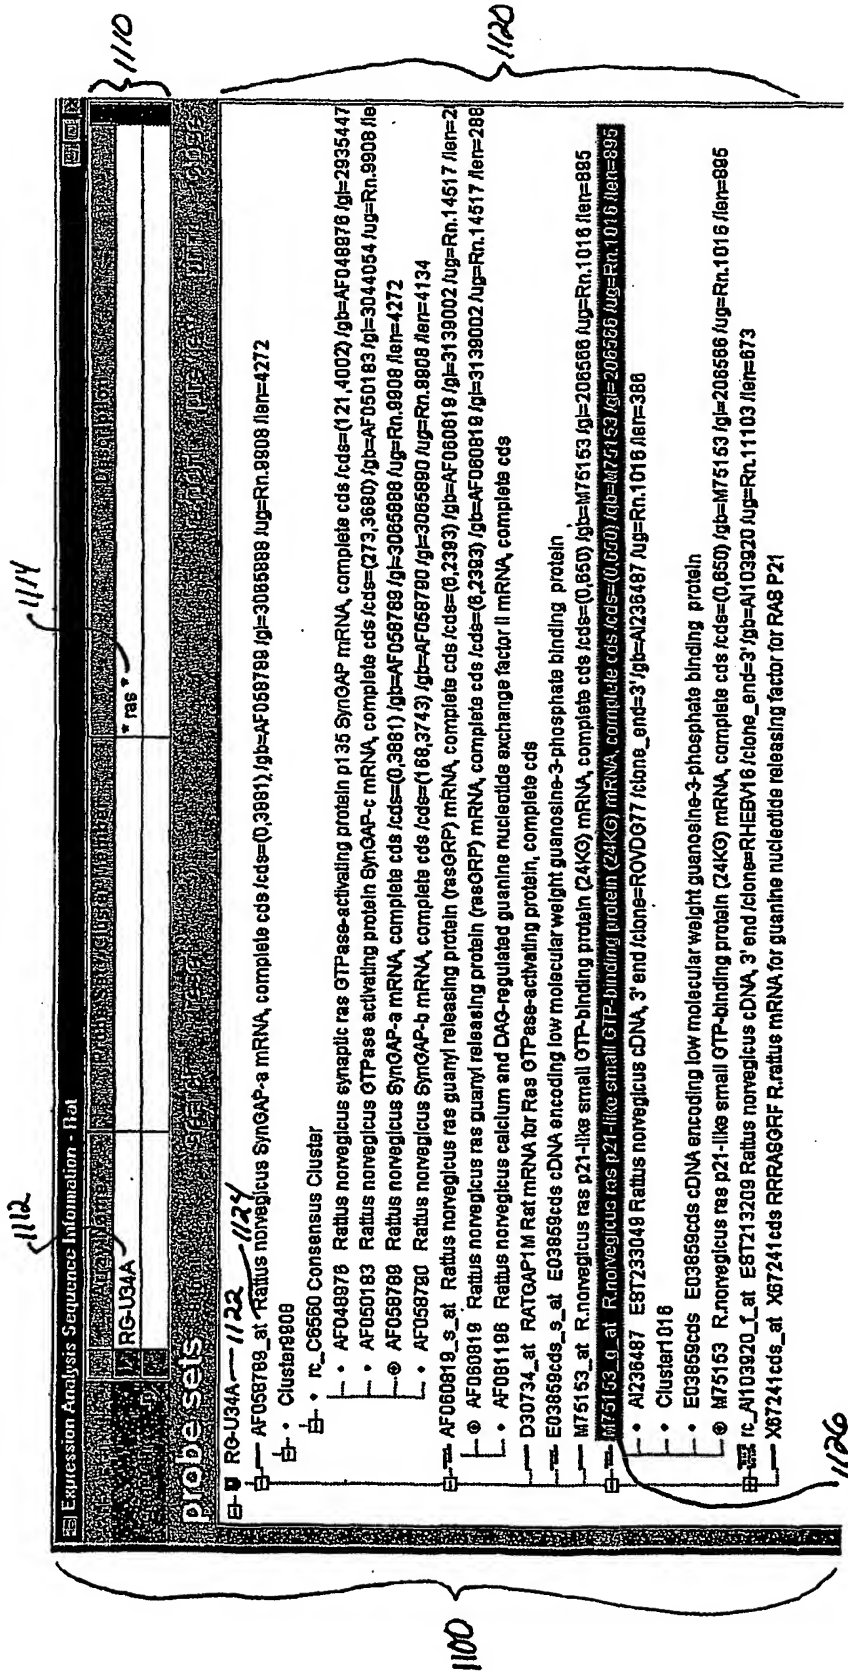 1112
1114
1110
Expression Analysis Sequence Information - Rat
Array Name Probe Set / Cluster Member Description
RG-U34A
* ras *
probe sets
1120
RG-U34A
1122
1124
AF058789_at Rattus norvegicus SynGAP-a mRNA, complete cds /cds=(0,3881) /gb=AF058789 /gi=3065888 /ug=Rn.9908 /len=4272
Cluster9908
rc_C6560 Consensus Cluster
AF048976 Rattus norvegicus synaptic ras GTPase-activating protein p135 SynGAP mRNA, complete cds /cds=(121,4002) /gb=AF048976 /gi=2935447
AF050183 Rattus norvegicus GTPase activating protein SynGAP-c mRNA, complete cds /cds=(273,3680) /gb=AF050183 /gi=3044054 /ug=Rn.9908 /le
AF058789 Rattus norvegicus SynGAP-a mRNA, complete cds /cds=(0,3881) /gb=AF058789 /gi=3065888 /ug=Rn.9908 /len=4272
AF058790 Rattus norvegicus SynGAP-b mRNA, complete cds /cds=(168,3743) /gb=AF058790 /gi=3065890 /ug=Rn.9908 /len=4134
AF060819_s_at Rattus norvegicus ras guanyl releasing protein (rasGRP) mRNA, complete cds /cds=(6,2393) /gb=AF060819 /gi=3139002 /ug=Rn.14517 /len=2
AF060819 Rattus norvegicus ras guanyl releasing protein (rasGRP) mRNA, complete cds /cds=(6,2393) /gb=AF060819 /gi=3139002 /ug=Rn.14517 /len=288
AF081196 Rattus norvegicus calcium and DAG-regulated guanine nucleotide exchange factor II mRNA, complete cds
D30734_at RATGAP1M Rat mRNA for Ras GTPase-activating protein, complete cds
E03859cds_s_at E03859cds cDNA encoding low molecular weight guanosine-3-phosphate binding protein
M75153_at R.norvegicus ras p21-like small GTP-binding protein (24KG) mRNA, complete cds /cds=(0,650) /gb=M75153 /gi=206586 /ug=Rn.1016 /len=895
M75153_g_at R.norvegicus ras p21-like small GTP-binding protein (24KG) mRNA, complete cds /cds=(0,650) /gb=M75153 /gi=206586 /ug=Rn.1016 /len=895
AI236487 EST233049 Rattus norvegicus cDNA, 3' end /clone=ROVDG77 /clone_end=3' /gb=AI236487 /ug=Rn.1016 /len=386
Cluster1016
E03859cds E03859cds cDNA encoding low molecular weight guanosine-3-phosphate binding protein
M75153 R.norvegicus ras p21-like small GTP-binding protein (24KG) mRNA, complete cds /cds=(0,650) /gb=M75153 /gi=206586 /ug=Rn.1016 /len=895
rc_AI103920_f_at EST213209 Rattus norvegicus cDNA, 3' end /clone=RHEBV16 /clone_end=3' /gb=AI103920 /ug=Rn.11103 /len=673
X67241cds_at X67241cds RRRASGRF R.rattus mRNA for guanine nucleotide releasing factor for RAS P21
1126
1100